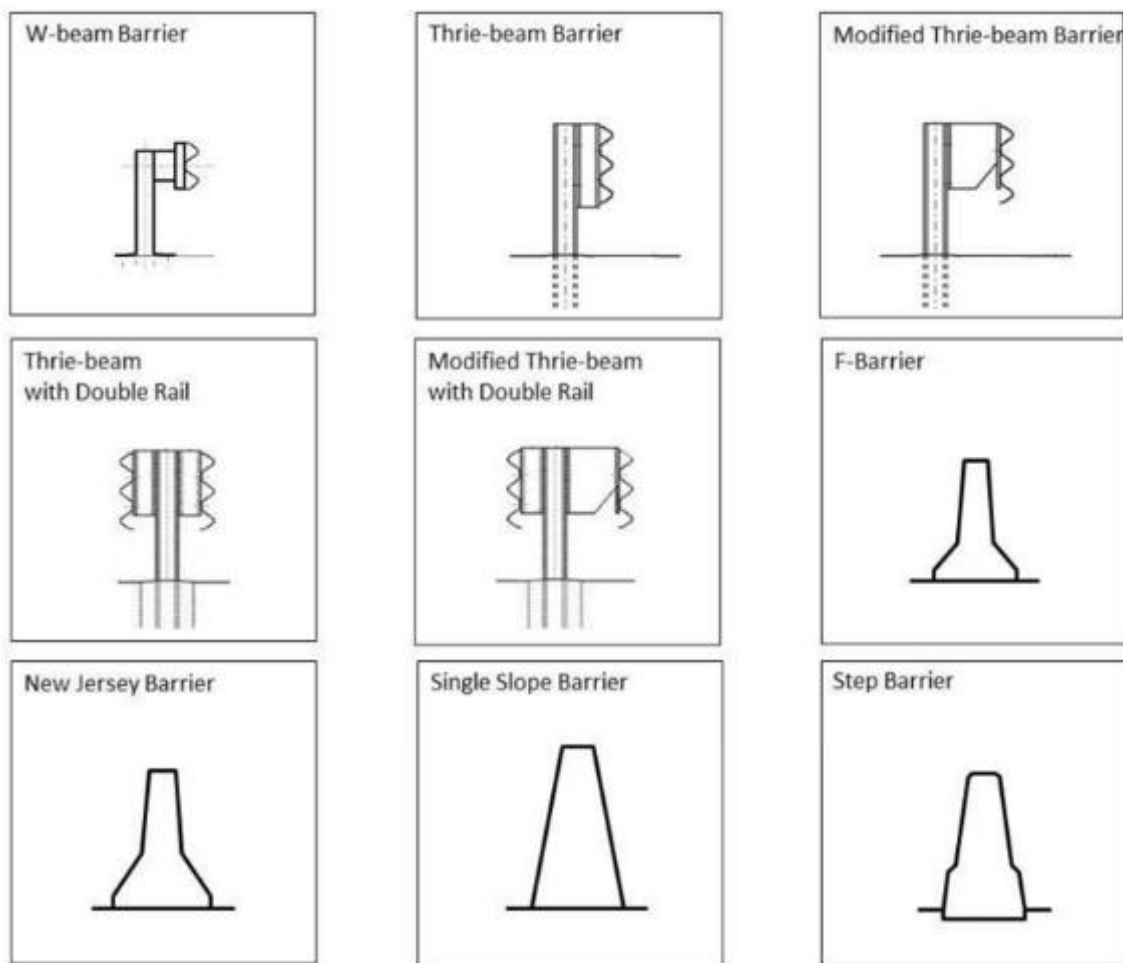 W-beam Barrier
Thrie-beam Barrier
Modified Thrie-beam Barrier
Thrie-beam
with Double Rail
Modified Thrie-beam
with Double Rail
F-Barrier
New Jersey Barrier
Single Slope Barrier
Step Barrier